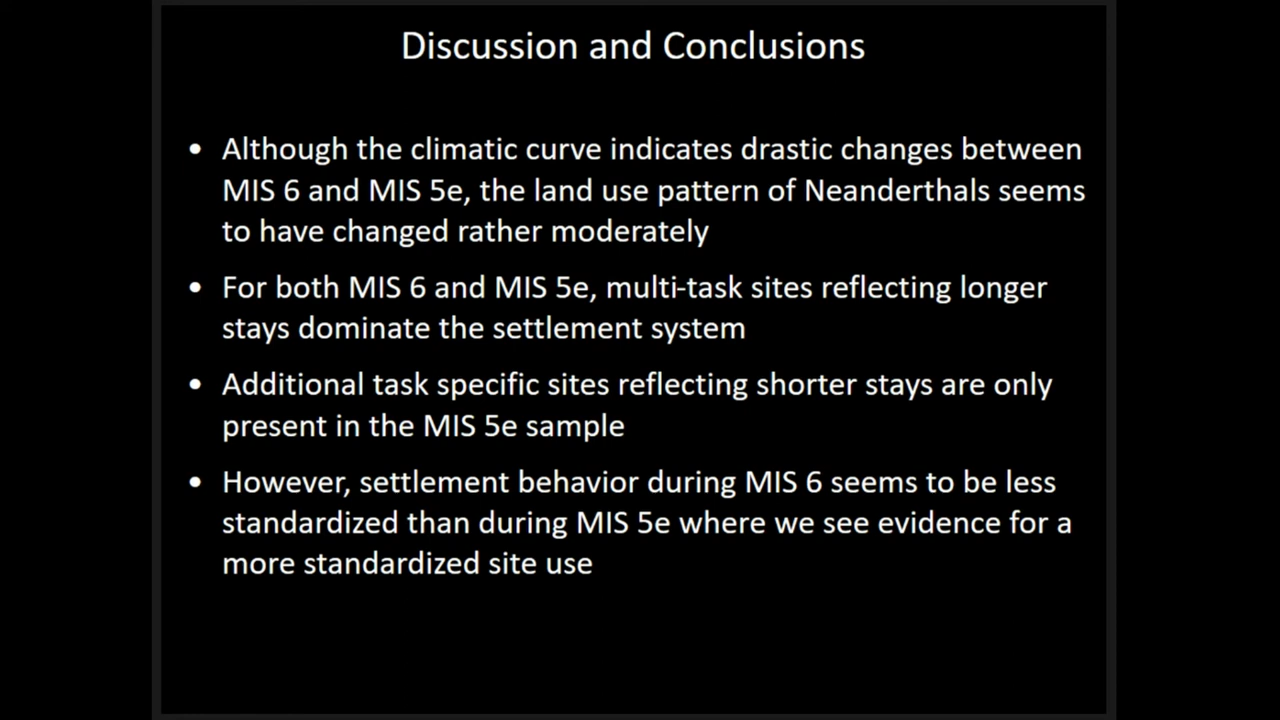 Discussion and Conclusions
• Although the climatic curve indicates drastic changes between
MIS 6 and MIS 5e, the land use pattern of Neanderthals seems
to have changed rather moderately
• For both MIS 6 and MIS 5e, multi-task sites reflecting longer
stays dominate the settlement system
• Additional task specific sites reflecting shorter stays are only
present in the MIS 5e sample
• However, settlement behavior during MIS 6 seems to be less
standardized than during MIS 5e where we see evidence for a
more standardized site use